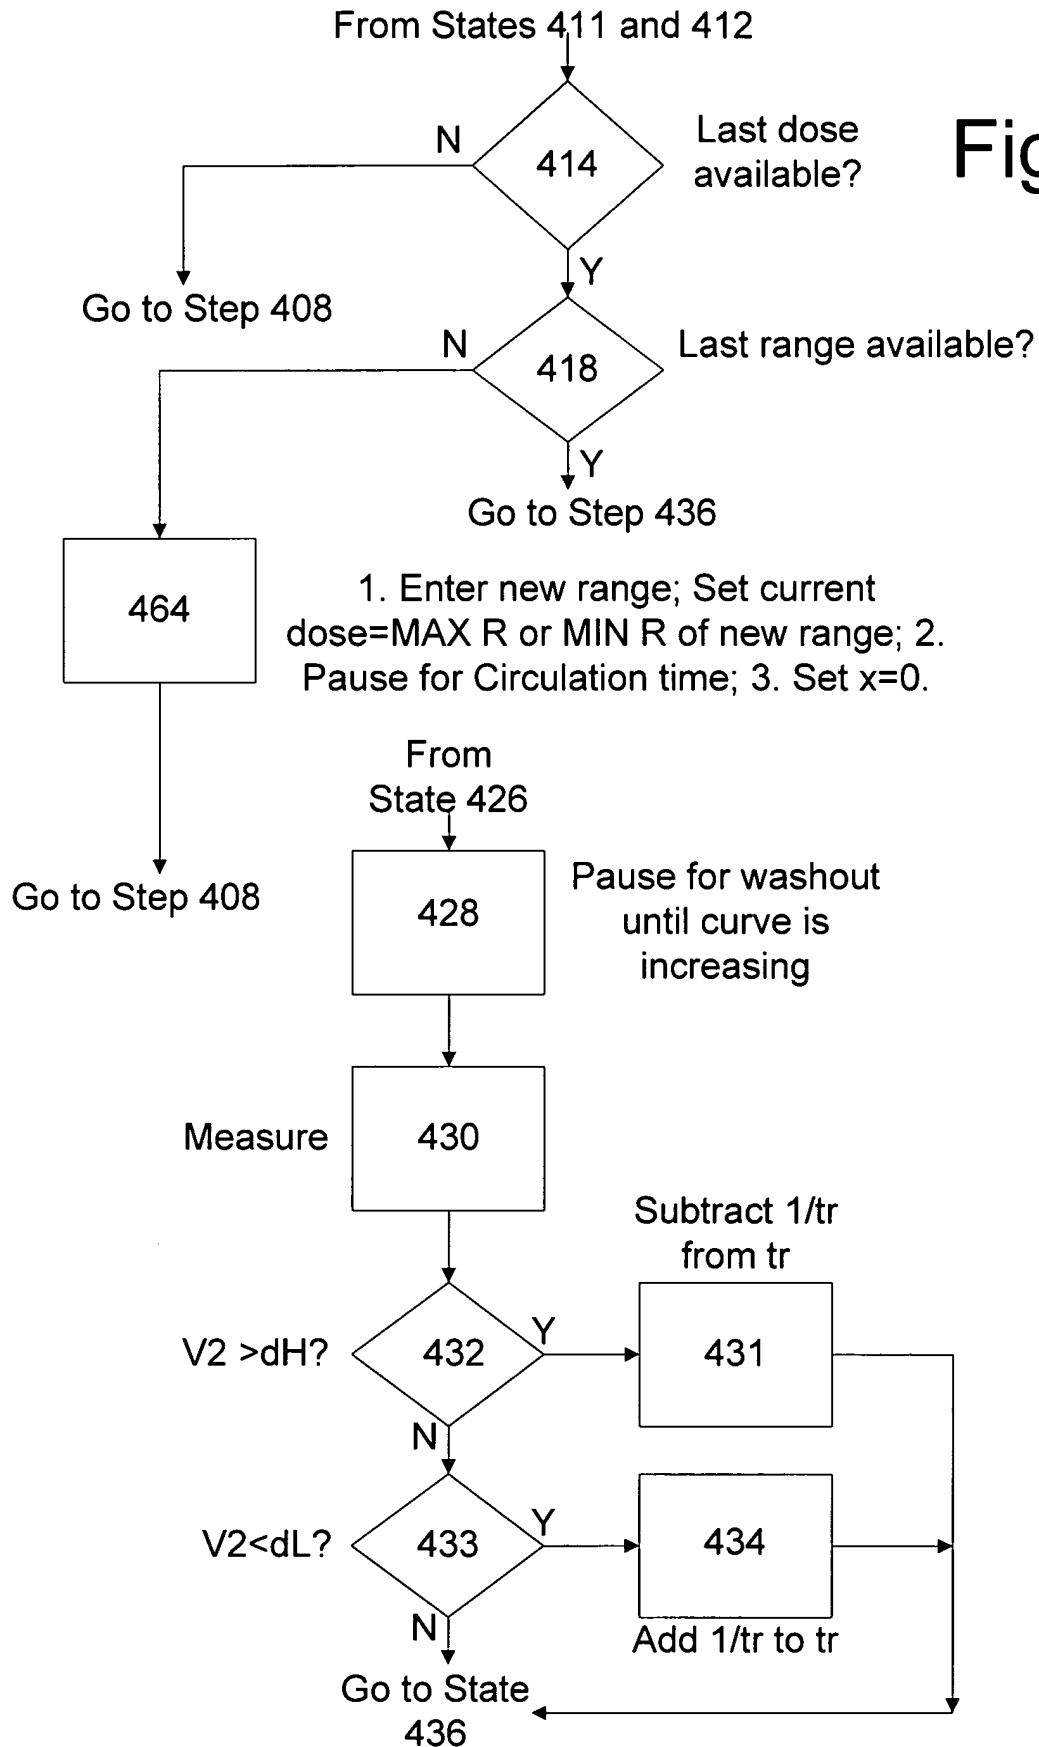 From States 411 and 412
N
414
Last dose
available?
Fig
Y
Go to Step 408
N
418
Last range available?
Y
Go to Step 436
464
1. Enter new range; Set current
dose=MAX R or MIN R of new range; 2.
Pause for Circulation time; 3. Set x=0.
From
State 426
Go to Step 408
428
Pause for washout
until curve is
increasing
Measure
430
Subtract 1/tr
from tr
V2 >dH?
432
Y
431
N
V2<dL?
433
Y
434
N
Add 1/tr to tr
Go to State
436